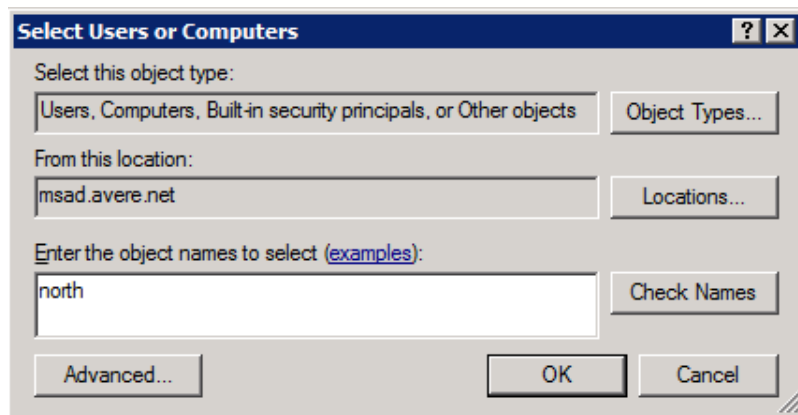 Select Users or Computers
Select this object type:
Users, Computers, Built-in security principals, or Other objects
Object Types...
From this location:
msad.avere.net
Locations...
Enter the object names to select (examples):
north
Check Names
Advanced...
OK
Cancel